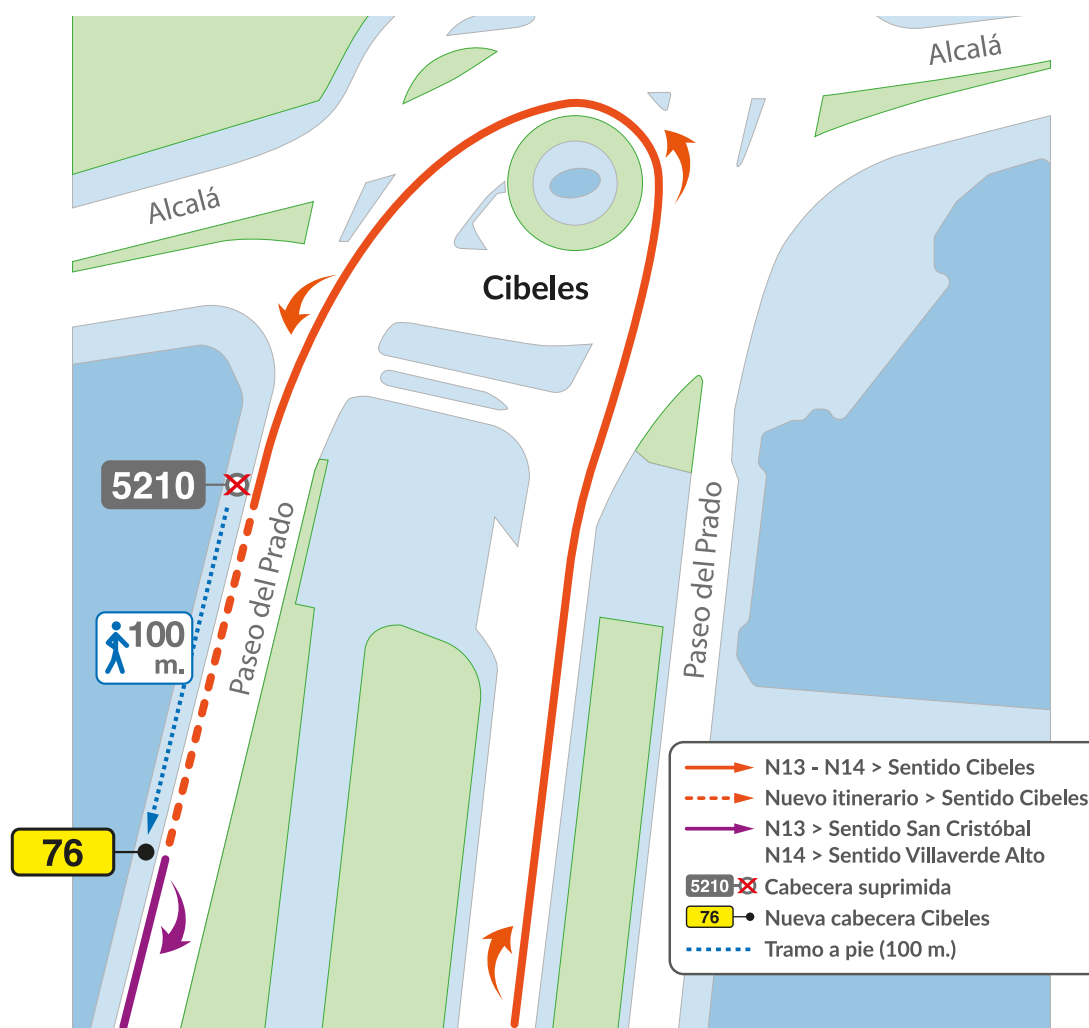 Alcalá
Alcalá
Cibeles
5210
Paseo del Prado
Paseo del Prado
100
m.
76
N13 - N14 > Sentido Cibeles
Nuevo itinerario > Sentido Cibeles
N13 > Sentido San Cristóbal
N14 > Sentido Villaverde Alto
5210 Cabecera suprimida
76 Nueva cabecera Cibeles
Tramo a pie (100 m.)